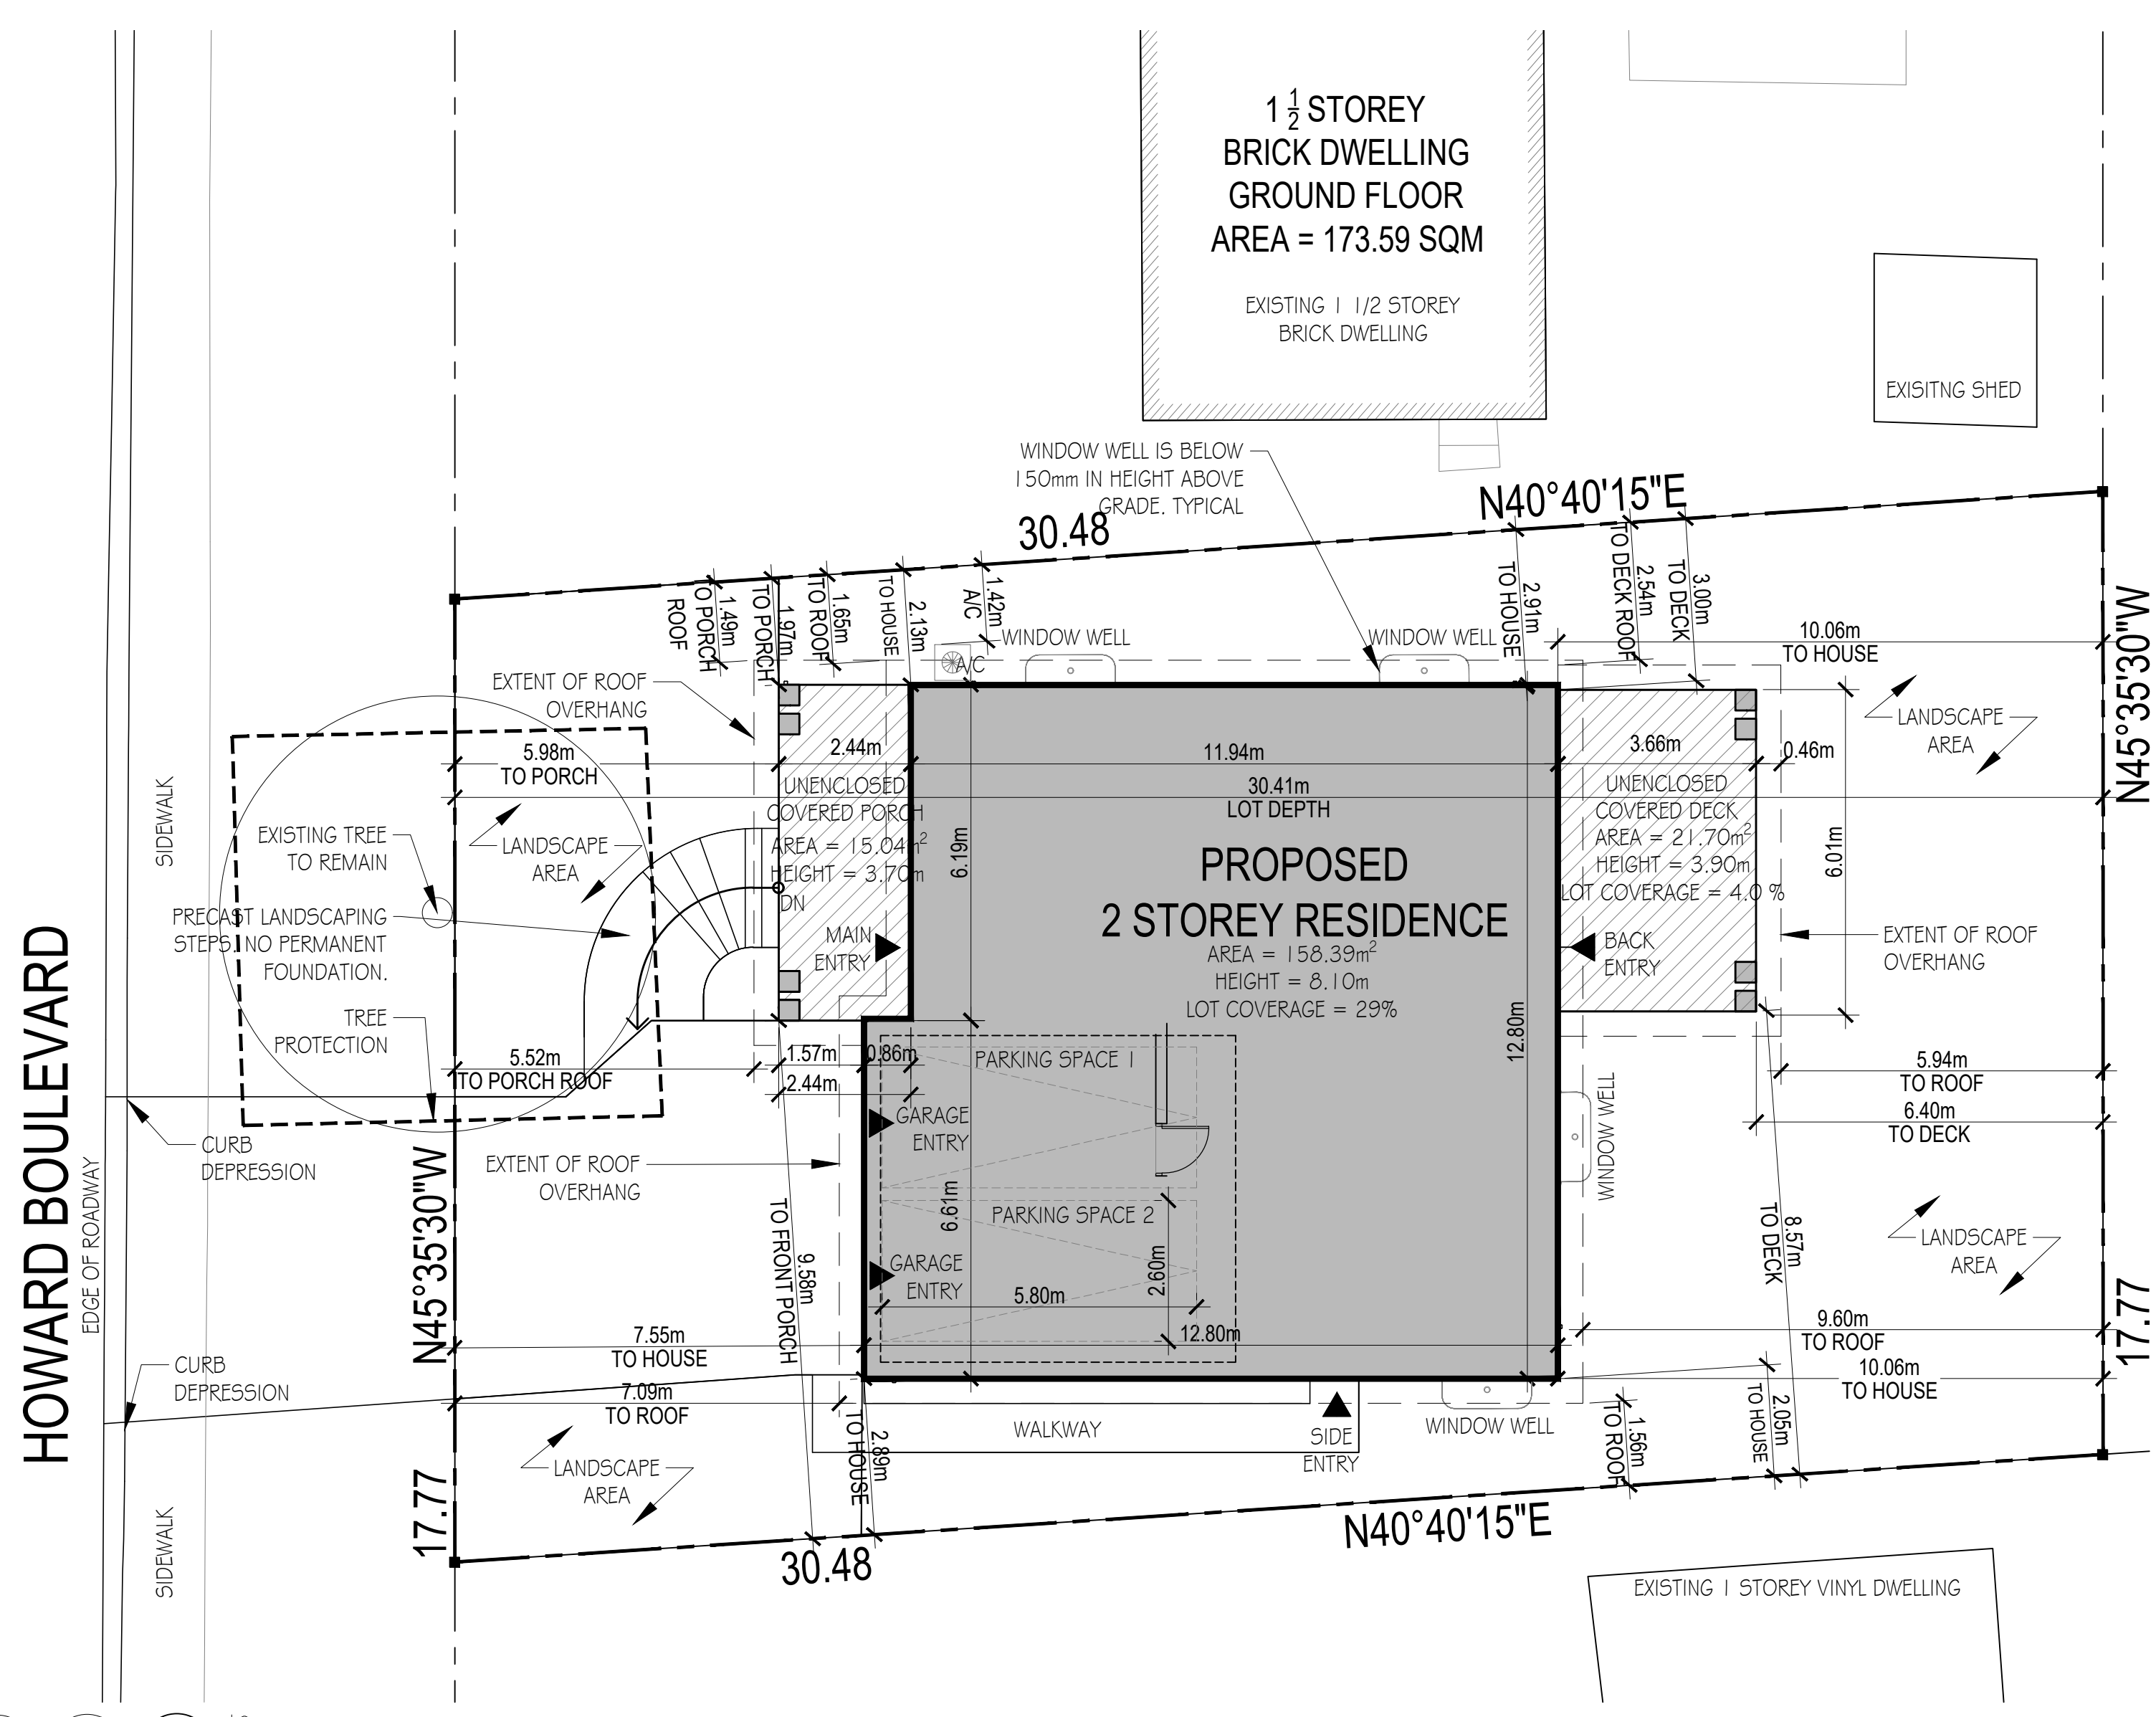 1 1/2 STOREY
BRICK DWELLING
GROUND FLOOR
AREA = 173.59 SQM
EXISTING 1 1/2 STOREY
BRICK DWELLING
EXISITNG SHED
WINDOW WELL IS BELOW
150mm IN HEIGHT ABOVE
GRADE. TYPICAL
N40°40'15"E
30.48
1.49m
TO PORCH
ROOF
1.97m
TO PORCH
1.65m
TO ROOF
2.13m
TO HOUSE
1.42m
A/C
A/C
WINDOW WELL
WINDOW WELL
2.91m
TO HOUSE
2.54m
TO DECK ROOF
3.00m
TO DECK
10.06m
TO HOUSE
N45°35'30"W
EXTENT OF ROOF
OVERHANG
LANDSCAPE
AREA
5.98m
TO PORCH
2.44m
11.94m
3.66m
0.46m
30.41m
LOT DEPTH
UNENCLOSED
COVERED PORCH
AREA = 15.04m²
HEIGHT = 3.70m
DN
MAIN
ENTRY
6.19m
PROPOSED
2 STOREY RESIDENCE
AREA = 158.39m²
HEIGHT = 8.10m
LOT COVERAGE = 29%
UNENCLOSED
COVERED DECK
AREA = 21.70m²
HEIGHT = 3.90m
LOT COVERAGE = 4.0 %
6.01m
BACK
ENTRY
EXTENT OF ROOF
OVERHANG
SIDEWALK
EXISTING TREE
TO REMAIN
LANDSCAPE
AREA
PRECAST LANDSCAPING
STEPS. NO PERMANENT
FOUNDATION.
TREE
PROTECTION
HOWARD BOULEVARD
EDGE OF ROADWAY
5.52m
TO PORCH ROOF
1.57m
0.86m
2.44m
PARKING SPACE 1
12.80m
5.94m
TO ROOF
6.40m
TO DECK
CURB
DEPRESSION
GARAGE
ENTRY
WINDOW WELL
EXTENT OF ROOF
OVERHANG
N45°35'30"W
9.58m
TO FRONT PORCH
6.61m
PARKING SPACE 2
2.60m
GARAGE
ENTRY
5.80m
12.80m
8.57m
TO DECK
LANDSCAPE
AREA
9.60m
TO ROOF
10.06m
TO HOUSE
17.77
7.55m
TO HOUSE
CURB
DEPRESSION
7.09m
TO ROOF
2.89m
TO HOUSE
WALKWAY
SIDE
ENTRY
WINDOW WELL
1.56m
TO ROOF
2.05m
TO HOUSE
LANDSCAPE
AREA
17.77
SIDEWALK
30.48
N40°40'15"E
EXISTING 1 STOREY VINYL DWELLING